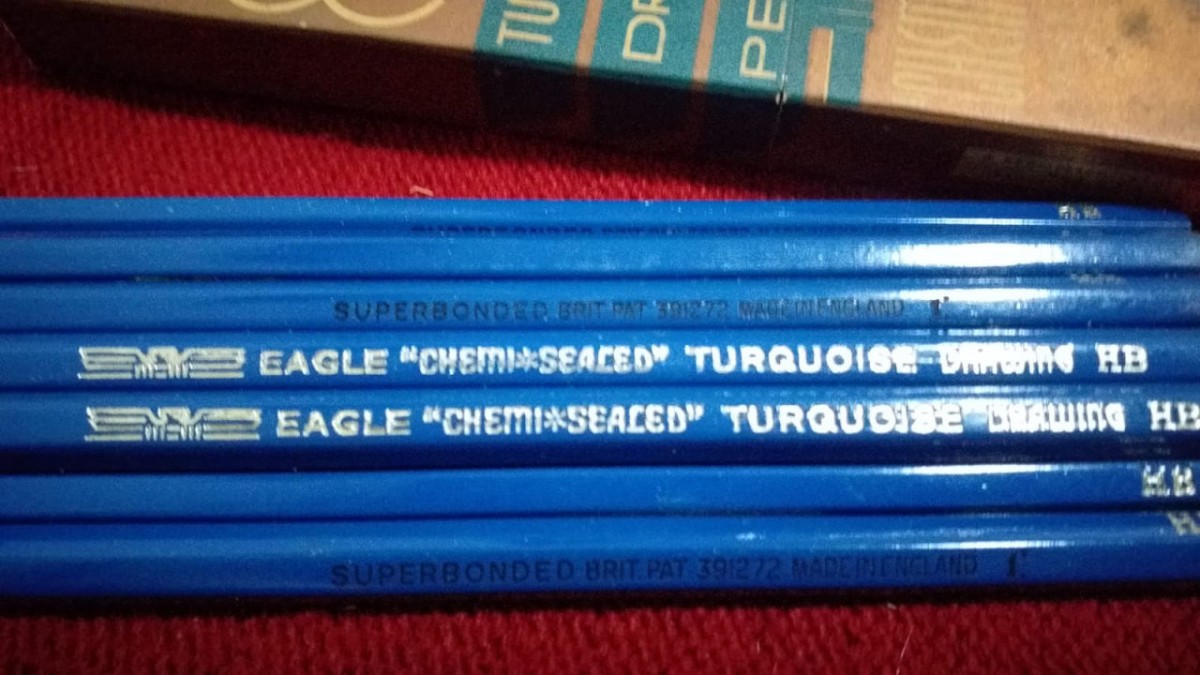 TU
DR
PE
SUPERBONDED BRIT PAT 391272 MADE IN ENGLAND
EAGLE "CHEMI*SEALED" TURQUOISE DRAWING HB
EAGLE "CHEMI*SEALED" TURQUOISE DRAWING HB
HB
H
SUPERBONDED BRIT PAT 391272 MADE IN ENGLAND